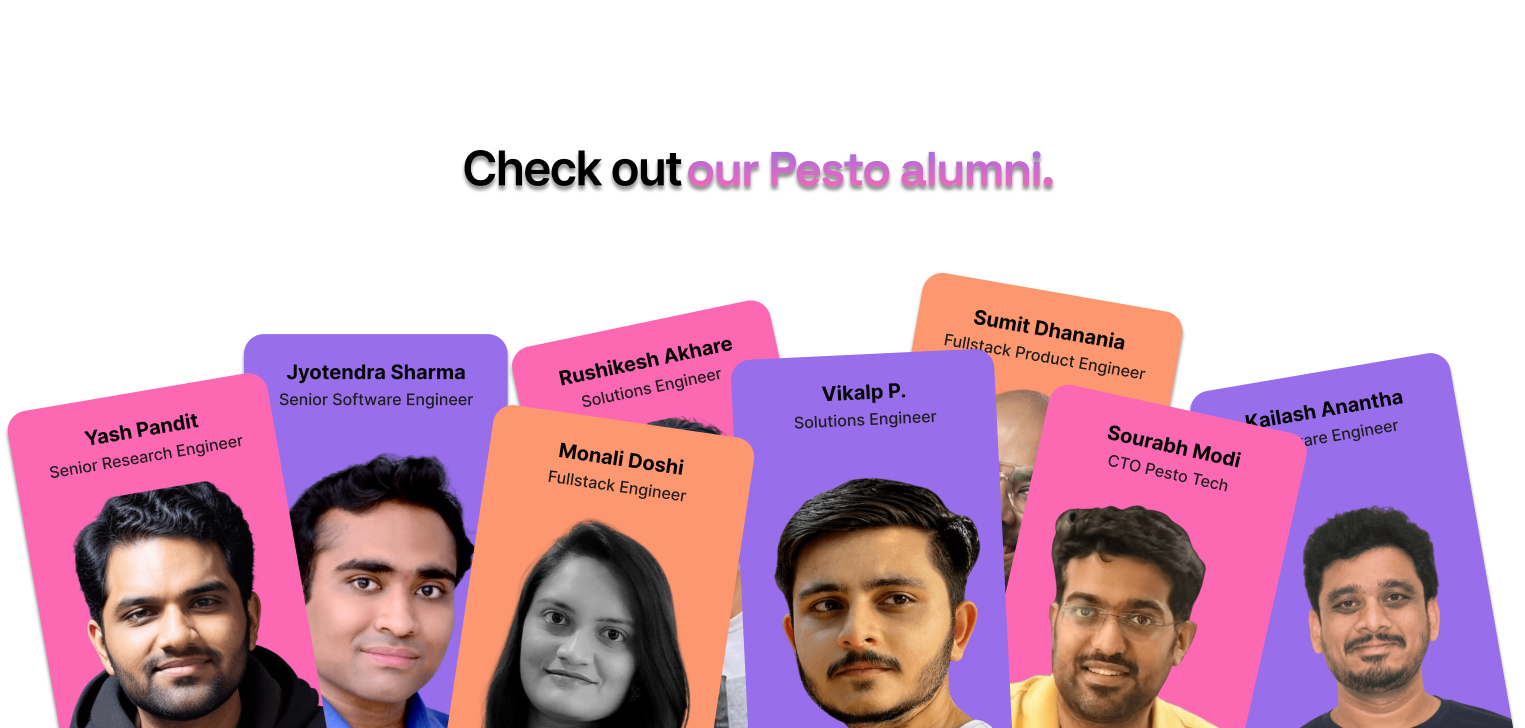 Check out our Pesto alumni.
Yash Pandit
Senior Research Engineer
Jyotendra Sharma
Senior Software Engineer
Rushikesh Akhare
Solutions Engineer
Monali Doshi
Fullstack Engineer
Vikalp P.
Solutions Engineer
Sumit Dhanania
Fullstack Product Engineer
Sourabh Modi
CTO Pesto Tech
Kailash Anantha
Engineer